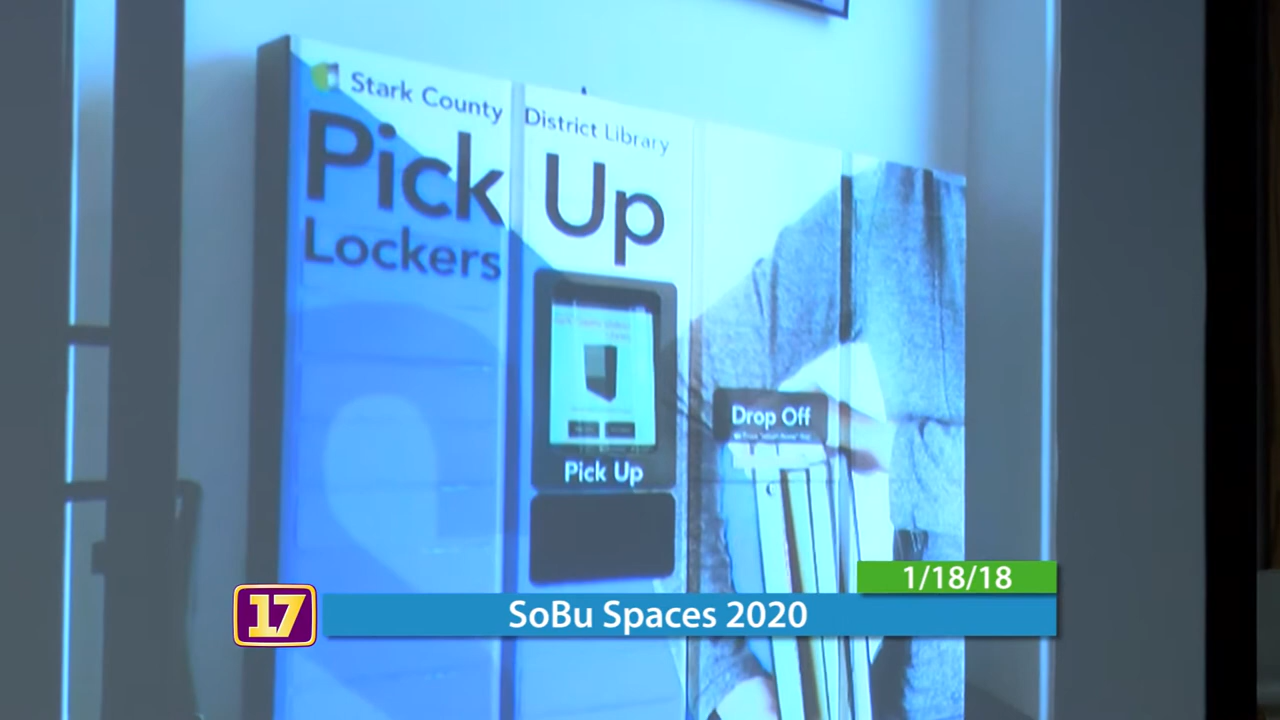 Stark County District Library
Pick Up
Lockers
Drop Off
Pick Up
1/18/18
17
SoBu Spaces 2020